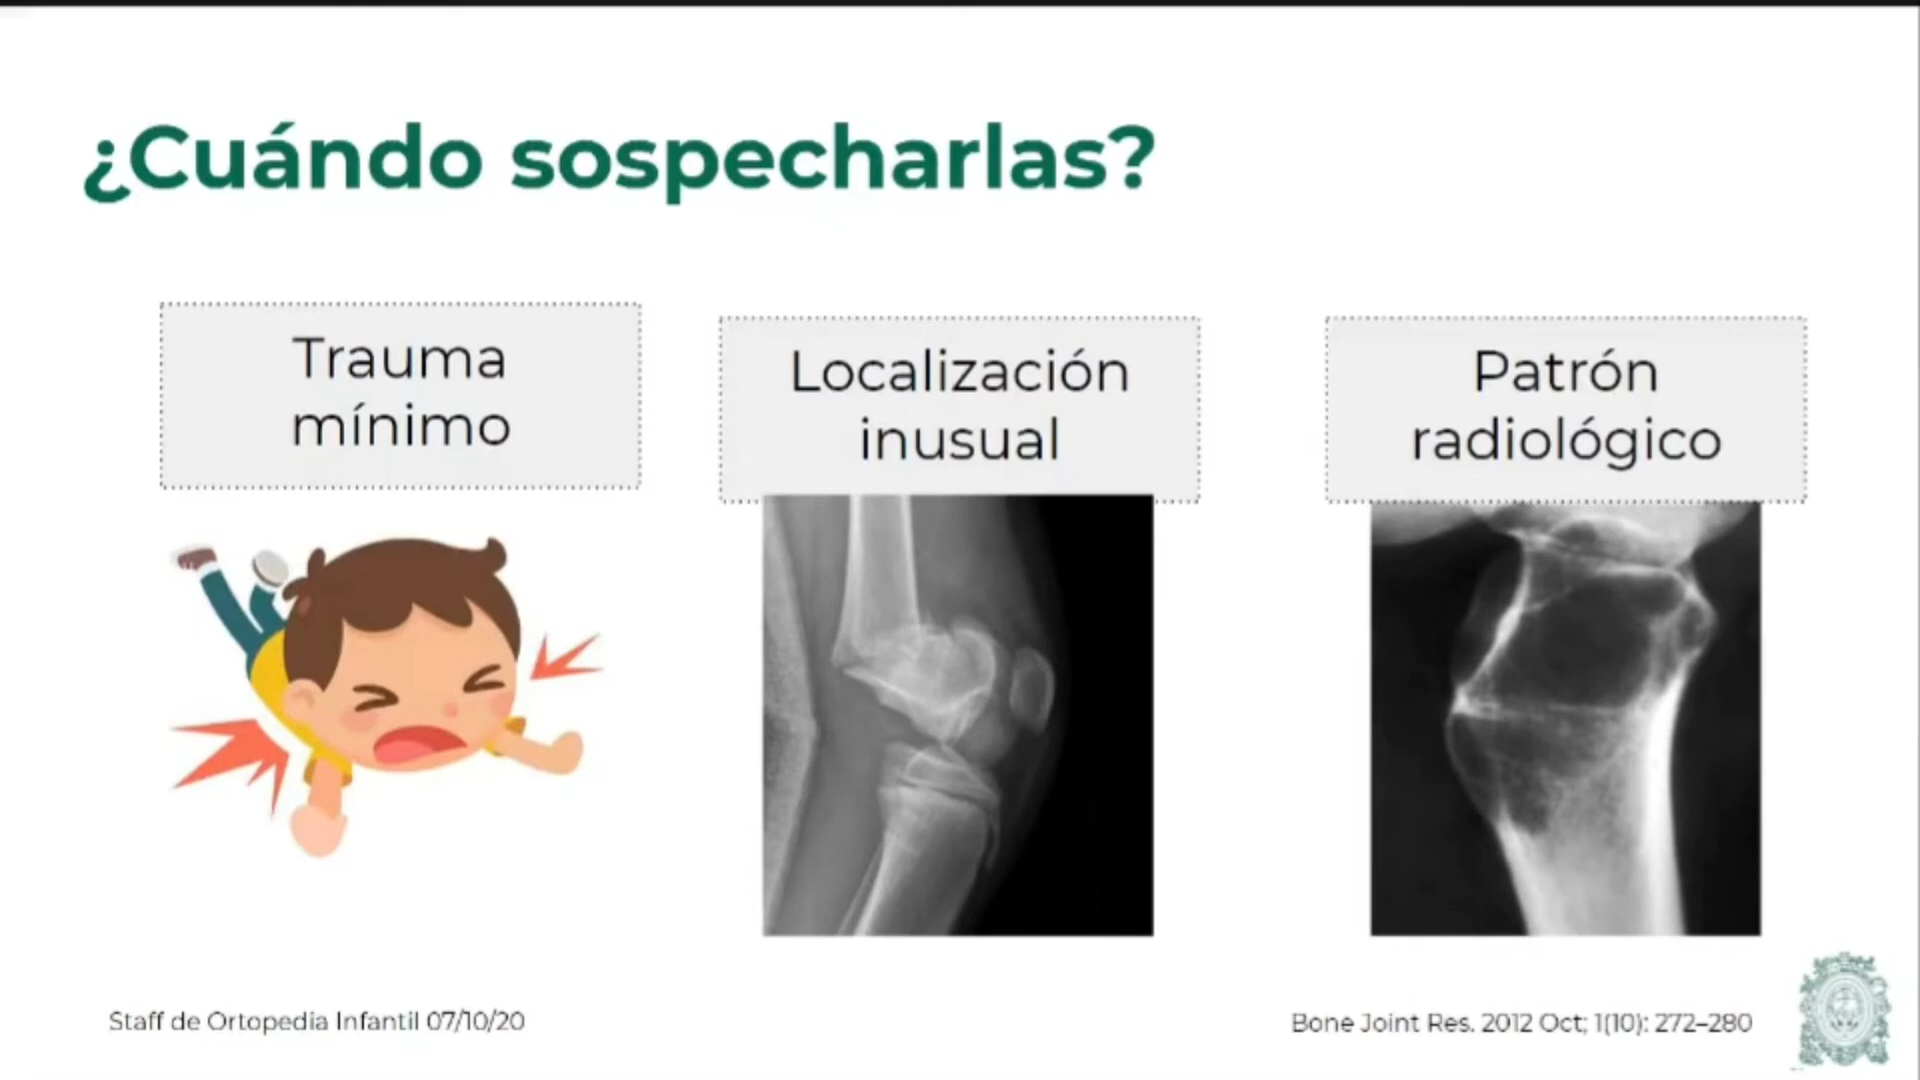 ¿Cuándo sospecharlas?
Trauma
mínimo
Localización
inusual
Patrón
radiológico
Staff de Ortopedia Infantil 07/10/20
Bone Joint Res. 2012 Oct; 1(10): 272–280